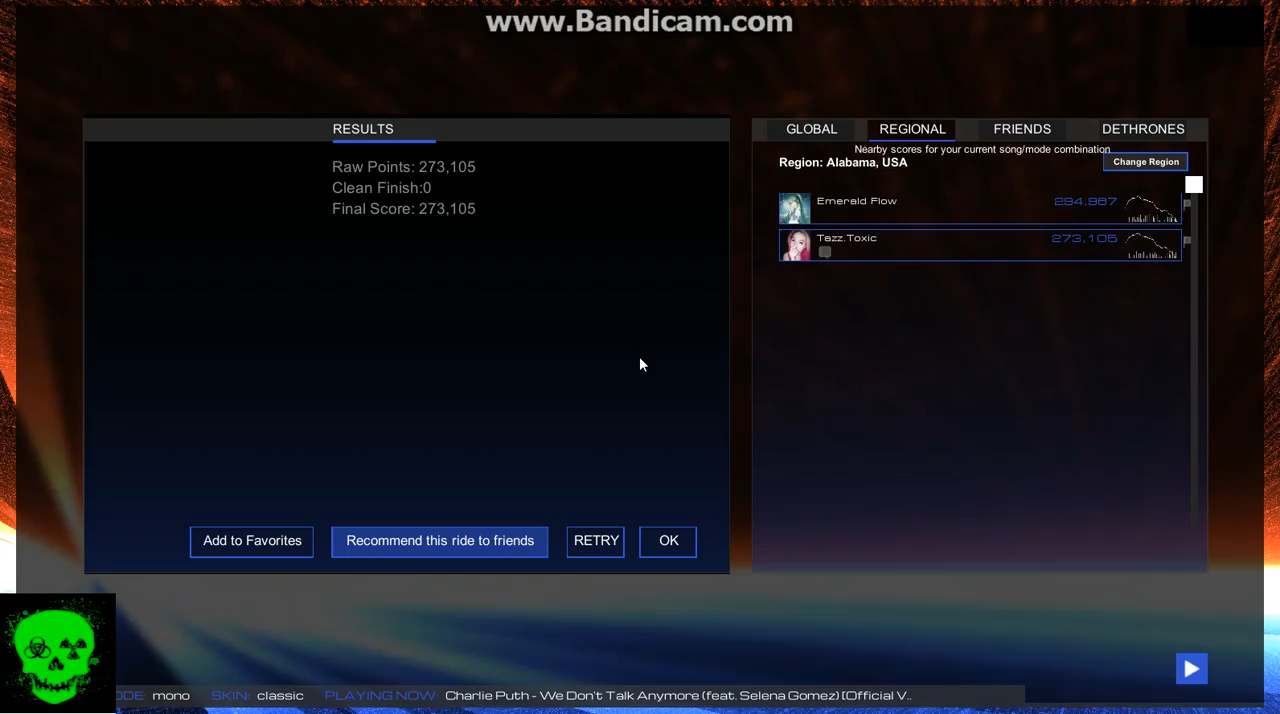 www.Bandicam.com
RESULTS
Raw Points: 273,105
Clean Finish:0
Final Score: 273,105
Add to Favorites
Recommend this ride to friends
RETRY
OK
GLOBAL
REGIONAL
FRIENDS
DETHRONES
Nearby scores for your current song/mode combination
Region: Alabama, USA
Change Region
Emerald Flow 294,967
Tazz.Toxic 273,105
ODE: mono SKIN: classic PLAYING NOW: Charlie Puth - We Don't Talk Anymore (feat. Selena Gomez) [Official V..